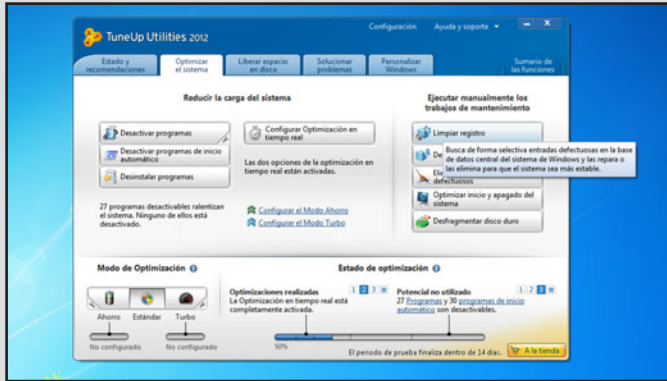 Configuración Ayuda y soporte
TuneUp Utilities 2012
Estado y recomendaciones
Optimizar el sistema
Liberar espacio en disco
Solucionar problemas
Personalizar Windows
Sumario de las funciones
Reducir la carga del sistema
Desactivar programas
Desactivar programas de inicio automático
Desinstalar programas
27 programas desactivables ralentizan
el sistema. Ninguno de ellos está
desactivado.
Configurar Optimización en
tiempo real
Las dos opciones de la optimización en
tiempo real están activadas.
Configurar el Modo Ahorro
Configurar el Modo Turbo
Ejecutar manualmente los
trabajos de mantenimiento
Limpiar registro
Busca de forma selectiva entradas defectuosas en la base
de datos central del sistema de Windows y las repara o
las elimina para que el sistema sea más estable.
De
Eli
defectuosos
Optimizar inicio y apagado del
sistema
Desfragmentar disco duro
Modo de Optimización
Ahorro Estándar Turbo
No configurado No configurado
Estado de optimización
Optimizaciones realizadas 1 2 3
La Optimización en tiempo real está
completamente activada.
Potencial no utilizado 1 2 3
27 Programas y 30 programas de inicio
automático son desactivables.
50%
El periodo de prueba finaliza dentro de 14 días.
A la tienda